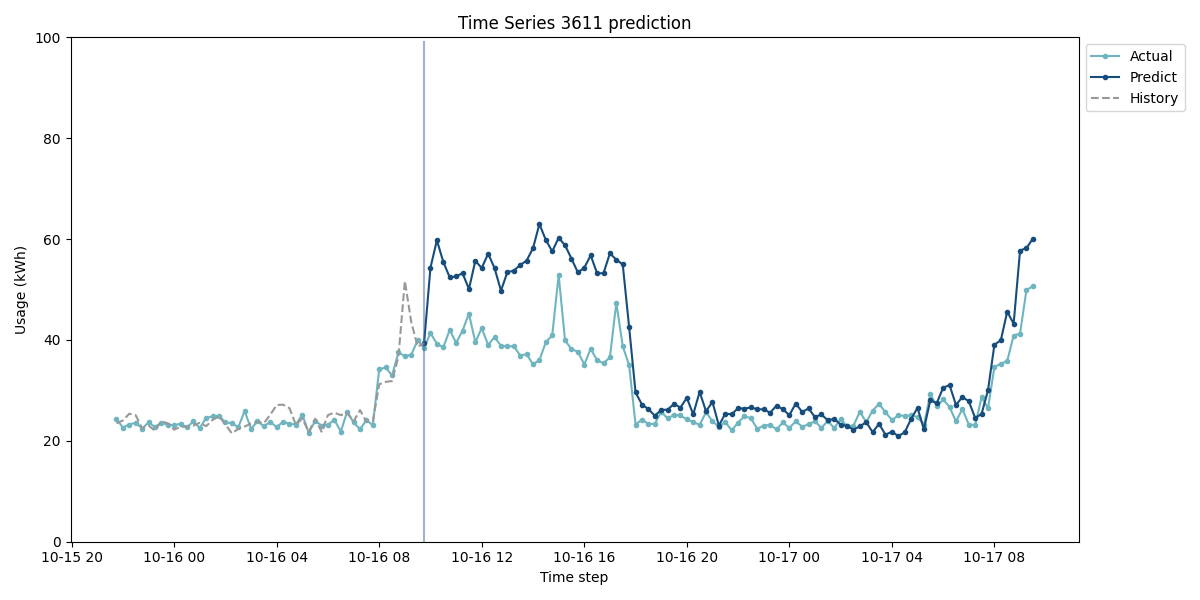 Time Series 3611 prediction
100
80
60
40
20
0
Usage (kWh)
10-15 20
10-16 00
10-16 04
10-16 08
10-16 12
10-16 16
10-16 20
10-17 00
10-17 04
10-17 08
Time step
Actual
Predict
History